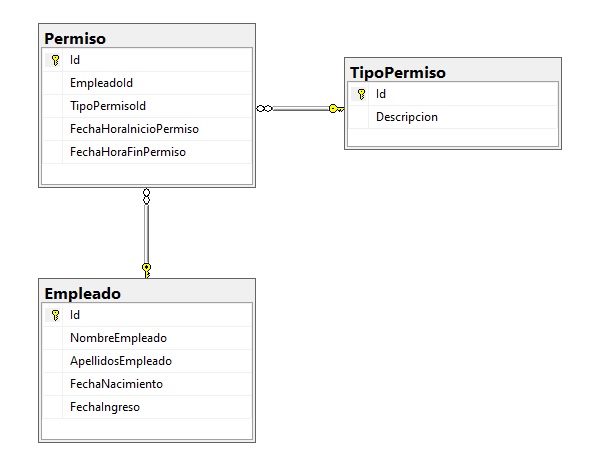 Permiso
Id
EmpleadoId
TipoPermisoId
FechaHoraInicioPermiso
FechaHoraFinPermiso
TipoPermiso
Id
Descripcion
Empleado
Id
NombreEmpleado
ApellidosEmpleado
FechaNacimiento
FechaIngreso